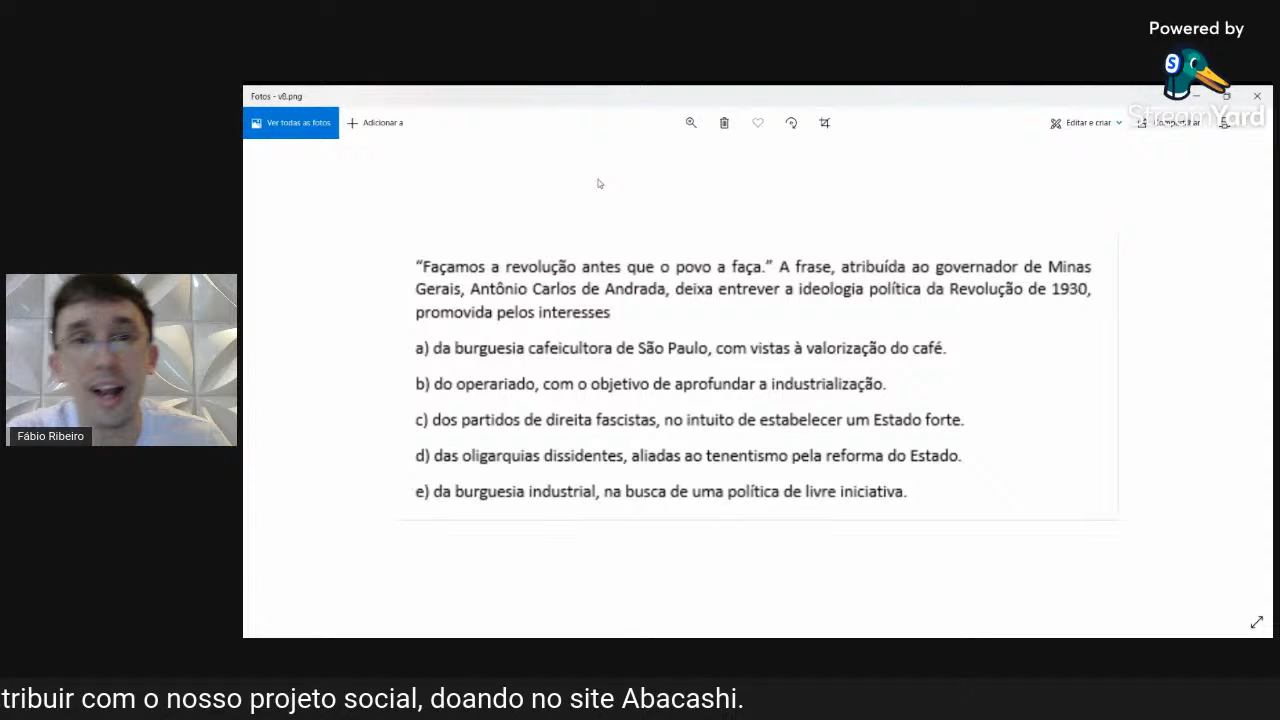 Powered by
StreamYard
Fotos - v8.png
Ver todas as fotos
Adicionar a
Editar e criar
Compartilhar
“Façamos a revolução antes que o povo a faça.” A frase, atribuída ao governador de Minas
Gerais, Antônio Carlos de Andrada, deixa entrever a ideologia política da Revolução de 1930,
promovida pelos interesses
a) da burguesia cafeicultora de São Paulo, com vistas à valorização do café.
b) do operariado, com o objetivo de aprofundar a industrialização.
c) dos partidos de direita fascistas, no intuito de estabelecer um Estado forte.
d) das oligarquias dissidentes, aliadas ao tenentismo pela reforma do Estado.
e) da burguesia industrial, na busca de uma política de livre iniciativa.
Fábio Ribeiro
tribuir com o nosso projeto social, doando no site Abacashi.